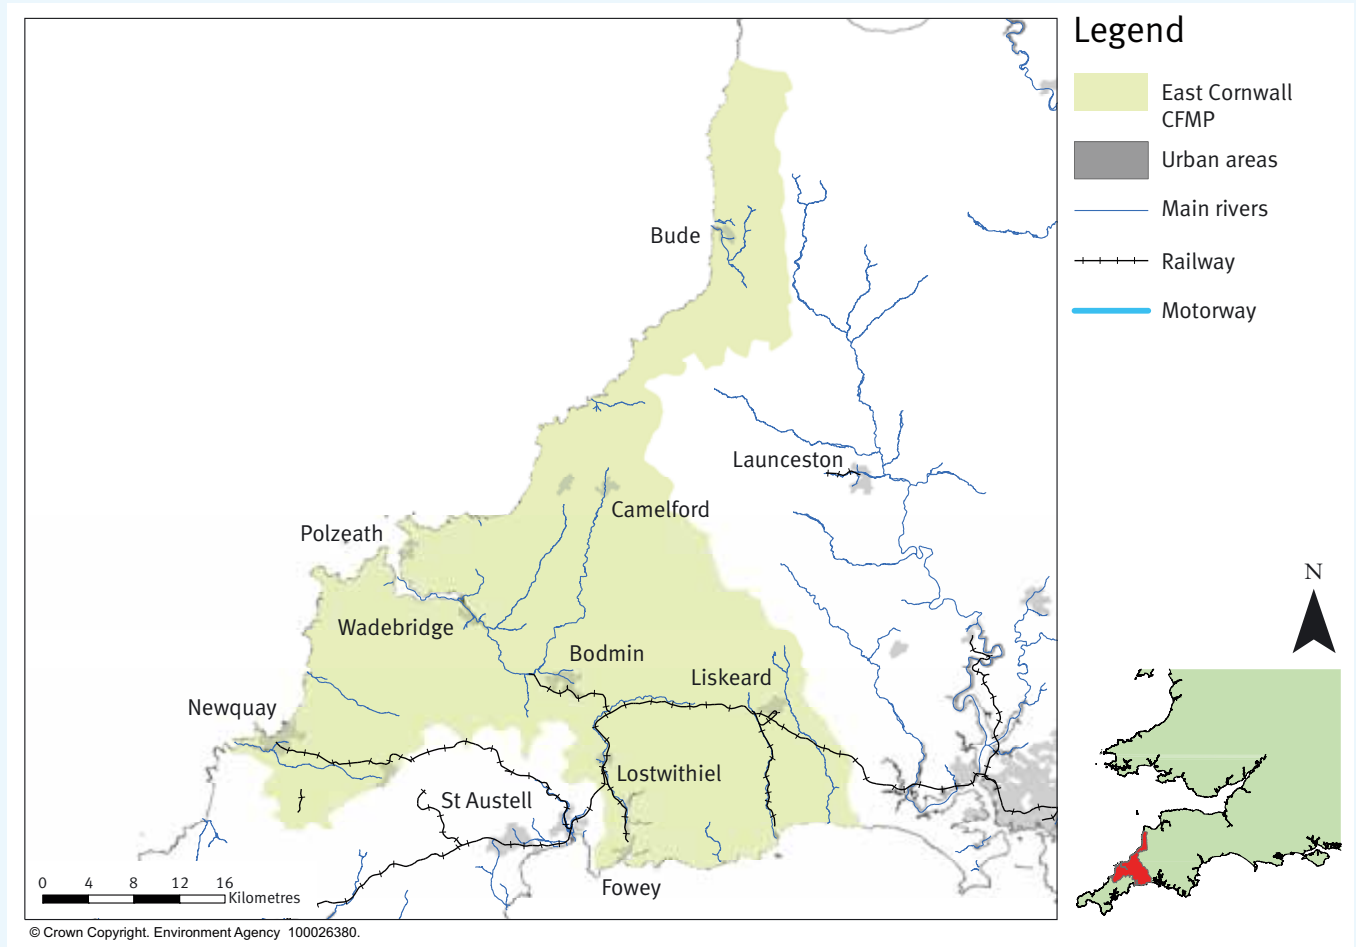 Legend
East Cornwall
CFMP
Urban areas
Main rivers
Railway
Motorway
Bude
Launceston
Camelford
Polzeath
Wadebridge
Bodmin
Liskeard
Newquay
Lostwithiel
St Austell
Fowey
N
0 4 8 12 16
Kilometres
© Crown Copyright. Environment Agency 100026380.